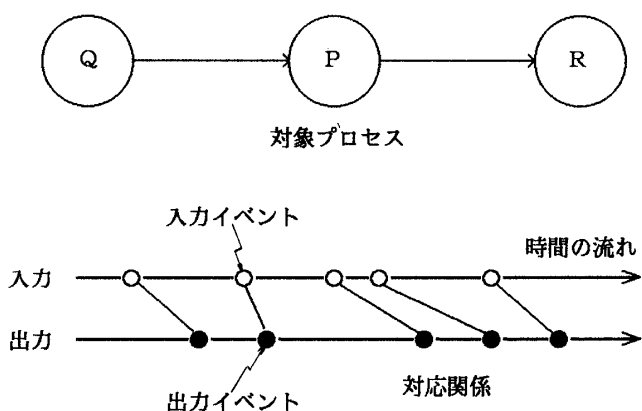 Q P R
対象プロセス
入力イベント
時間の流れ
入力
出力
出力イベント
対応関係